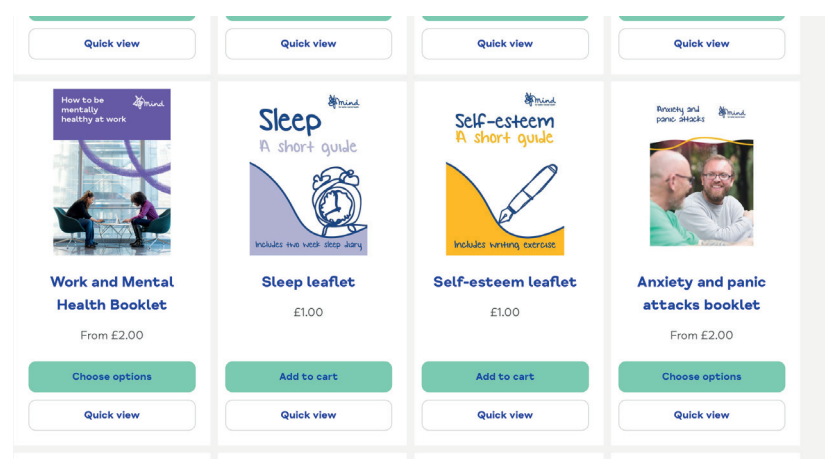 Quick view
Quick view
Quick view
Quick view
How to be
mentally
healthy at work
mind
Work and Mental
Health Booklet
From £2.00
Choose options
Quick view
mind
Sleep
A short guide
Includes two week sleep diary
Sleep leaflet
£1.00
Add to cart
Quick view
mind
Self-esteem
A short guide
Includes writing exercise
Self-esteem leaflet
£1.00
Add to cart
Quick view
Anxiety and
panic attacks
mind
Anxiety and panic
attacks booklet
From £2.00
Choose options
Quick view